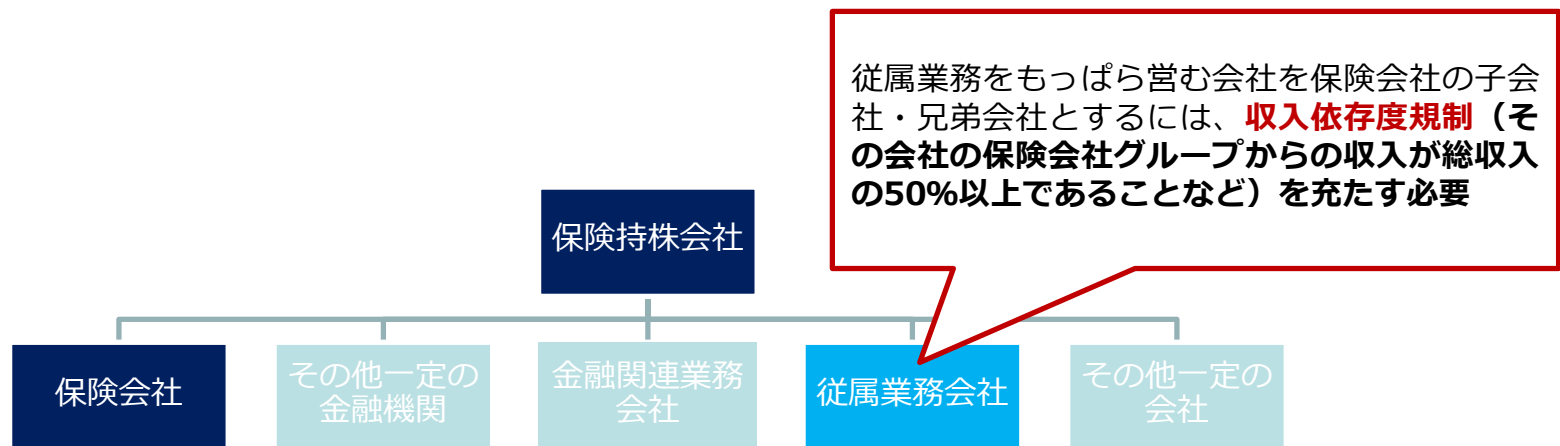 従属業務をもっぱら営む会社を保険会社の子会
社・兄弟会社とするには、収入依存度規制（そ
の会社の保険会社グループからの収入が総収入
の50%以上であることなど）を充たす必要
保険持株会社
保険会社
その他一定の
金融機関
金融関連業務
会社
従属業務会社
その他一定の
会社